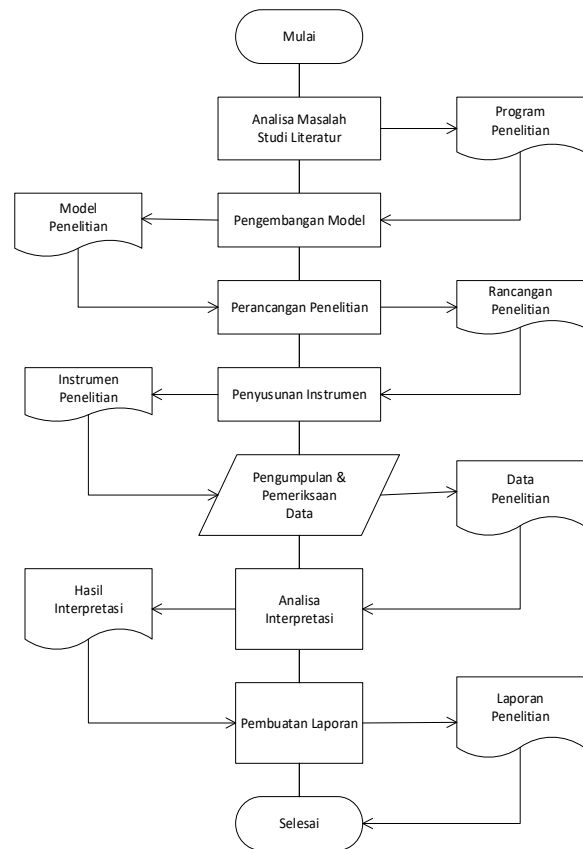 Mulai
Analisa Masalah
Studi Literatur
Program
Penelitian
Model
Penelitian
Pengembangan Model
Perancangan Penelitian
Rancangan
Penelitian
Instrumen
Penelitian
Penyusunan Instrumen
Pengumpulan &
Pemeriksaan
Data
Data
Penelitian
Hasil
Interpretasi
Analisa
Interpretasi
Pembuatan Laporan
Laporan
Penelitian
Selesai